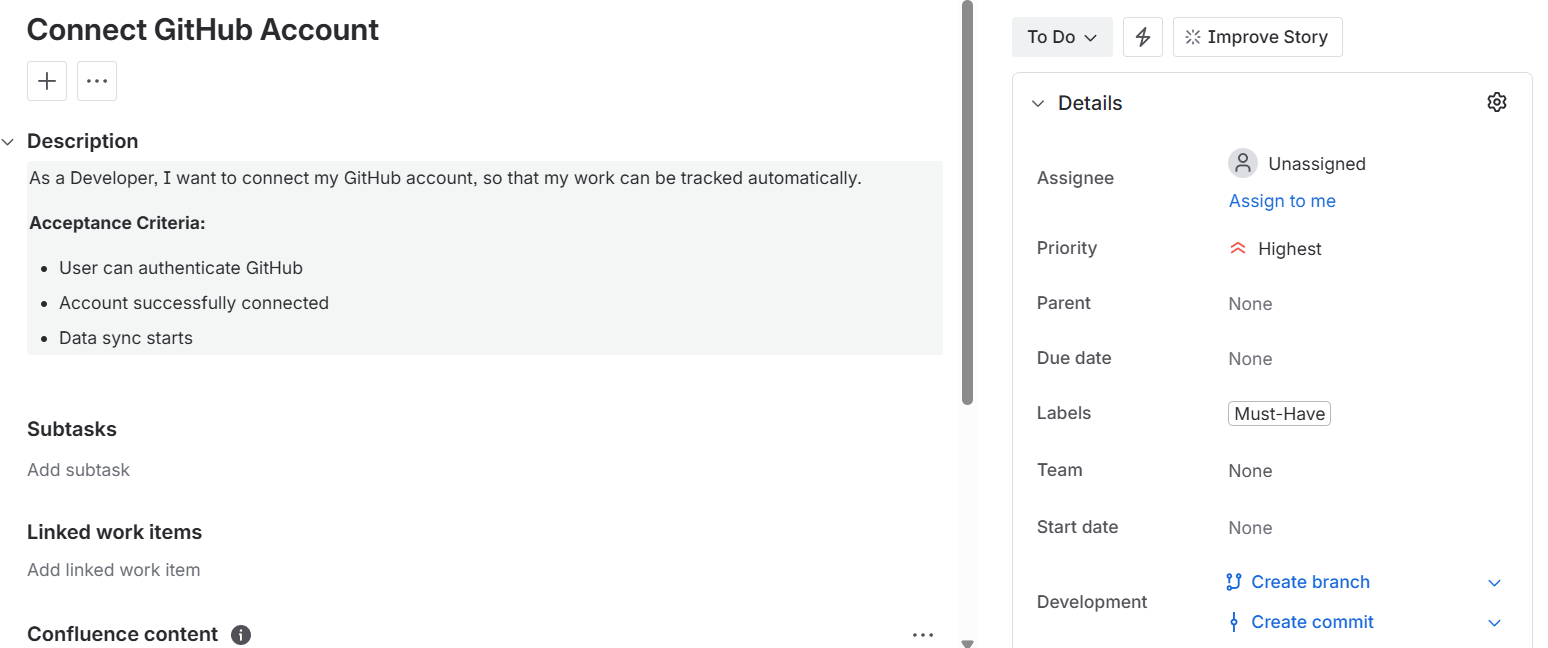 Connect GitHub Account
Description
As a Developer, I want to connect my GitHub account, so that my work can be tracked automatically.
Acceptance Criteria:
User can authenticate GitHub
Account successfully connected
Data sync starts
Subtasks
Add subtask
Linked work items
Add linked work item
Confluence content
To Do
Improve Story
Details
Assignee
Unassigned
Assign to me
Priority
Highest
Parent
None
Due date
None
Labels
Must-Have
Team
None
Start date
None
Development
Create branch
Create commit